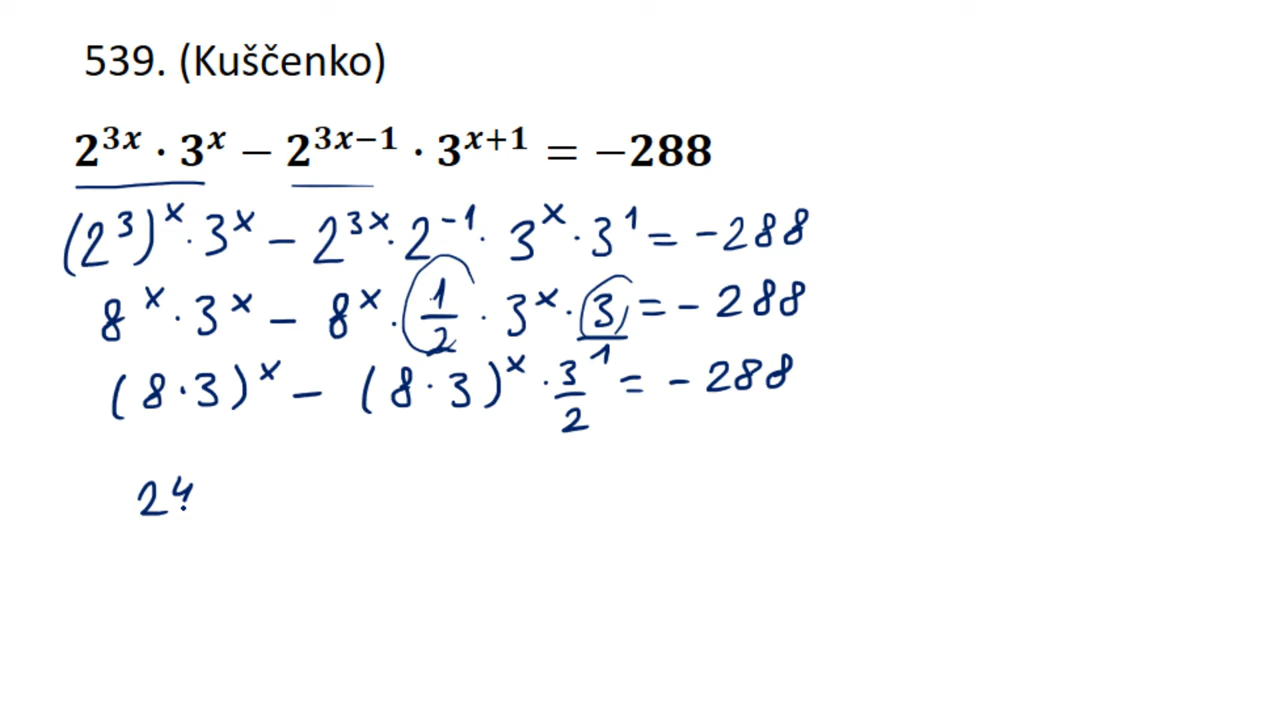 539. (Kuščenko)
2^{3x} · 3^x − 2^{3x−1} · 3^{x+1} = −288
(2^3)^x · 3^x − 2^{3x} · 2^{−1} · 3^x · 3^1 = −288
8^x · 3^x − 8^x · 1/2 · 3^x · 3/1 = −288
(8·3)^x − (8·3)^x · 3/2 = −288
24